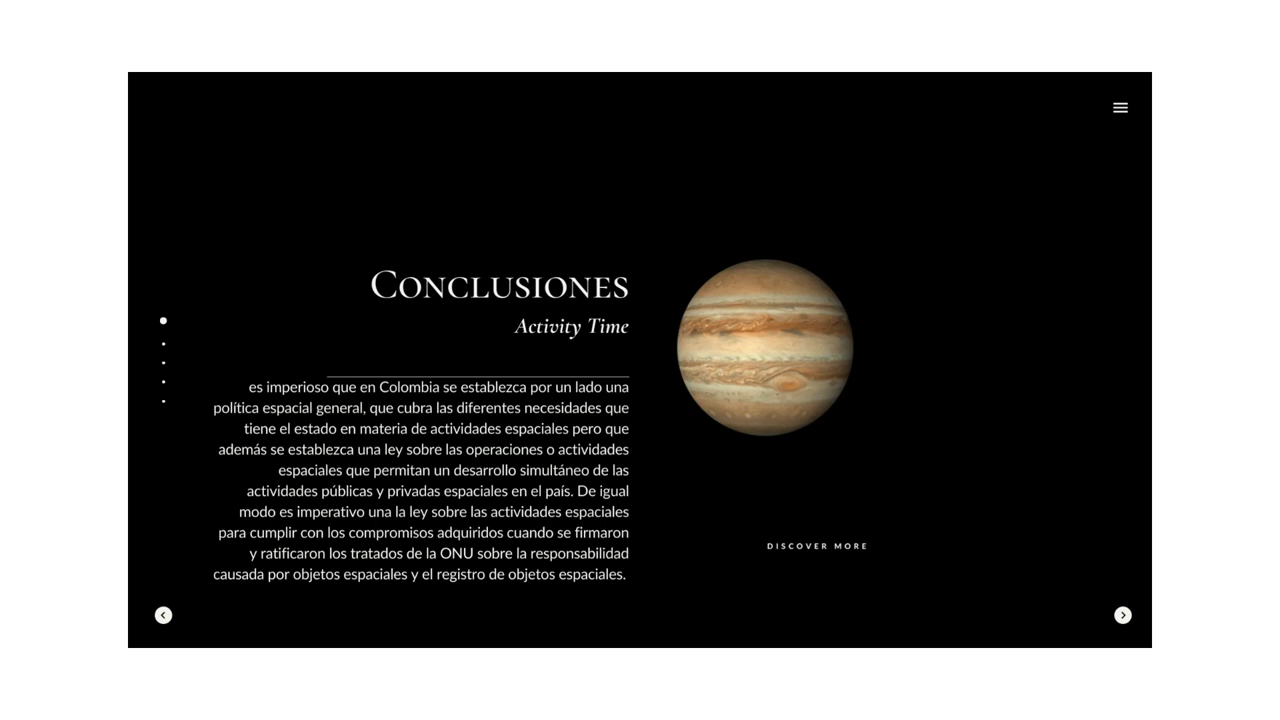 Conclusiones
Activity Time
es imperioso que en Colombia se establezca por un lado una
política espacial general, que cubra las diferentes necesidades que
tiene el estado en materia de actividades espaciales pero que
además se establezca una ley sobre las operaciones o actividades
espaciales que permitan un desarrollo simultáneo de las
actividades públicas y privadas espaciales en el país. De igual
modo es imperativo una la ley sobre las actividades espaciales
para cumplir con los compromisos adquiridos cuando se firmaron
y ratificaron los tratados de la ONU sobre la responsabilidad
causada por objetos espaciales y el registro de objetos espaciales.
DISCOVER MORE